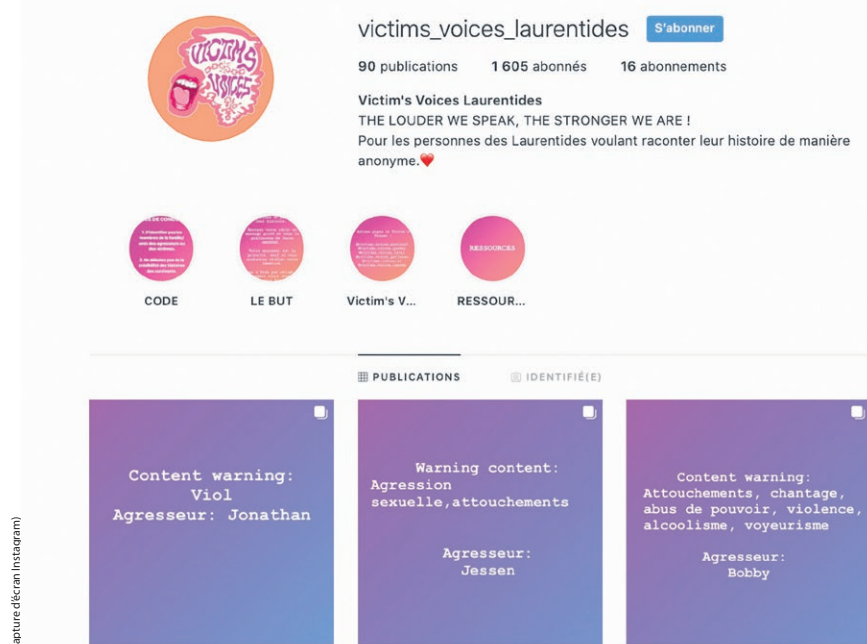 VICTIMS
VOICES
victims_voices_laurentides
S'abonner
90 publications 1 605 abonnés 16 abonnements
Victim's Voices Laurentides
THE LOUDER WE SPEAK, THE STRONGER WE ARE !
Pour les personnes des Laurentides voulant raconter leur histoire de manière
anonyme.❤️
RESSOURCES
CODE LE BUT Victim's V... RESSOUR...
PUBLICATIONS IDENTIFIÉ(E)
Content warning:
Viol
Agresseur: Jonathan
Warning content:
Agression
sexuelle,attouchements
Agresseur:
Jessen
Content warning:
Attouchements, chantage,
abus de pouvoir, violence,
alcoolisme, voyeurisme
Agresseur:
Bobby
apture d'écran Instagram)